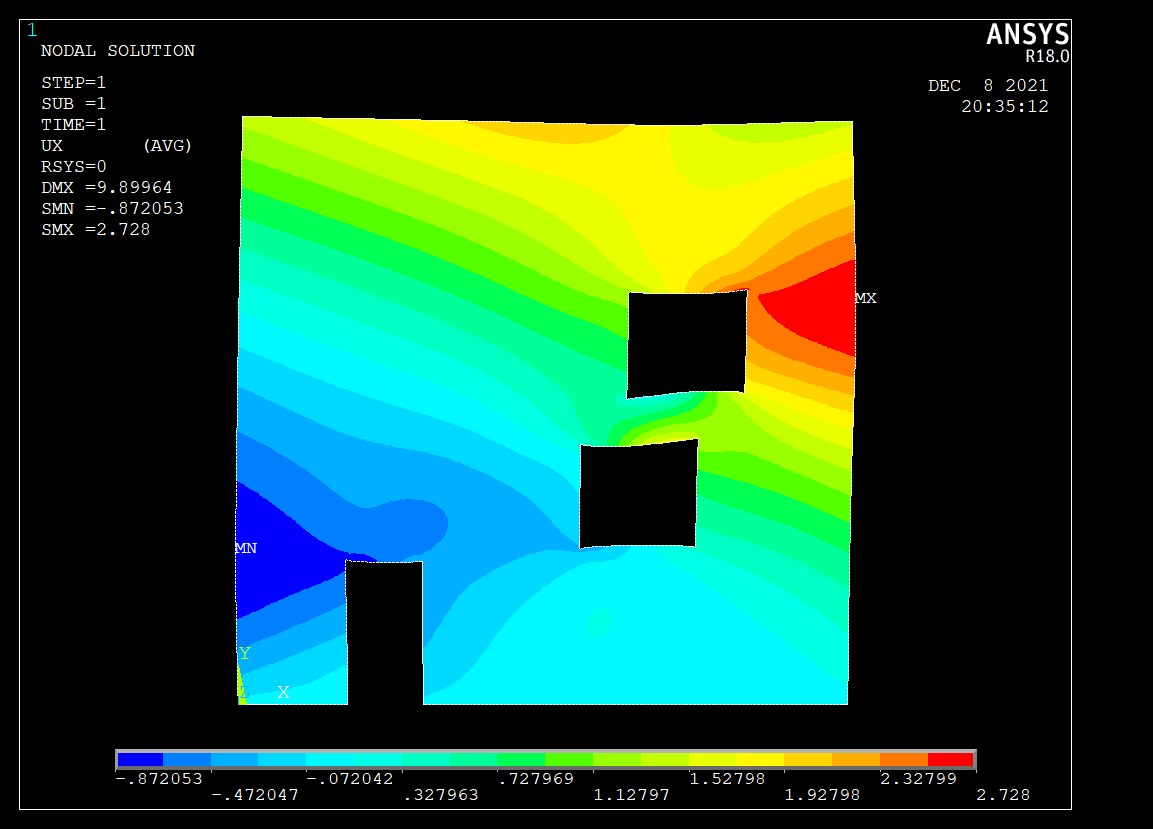 1
ANSYS
R18.0
NODAL SOLUTION
STEP=1
SUB =1
TIME=1
UX (AVG)
RSYS=0
DMX =9.89964
SMN =-.872053
SMX =2.728
DEC 8 2021
20:35:12
MX
MN
Y
Z X
-.872053 -.072042 .727969 1.52798 2.32799
-.472047 .327963 1.12797 1.92798 2.728